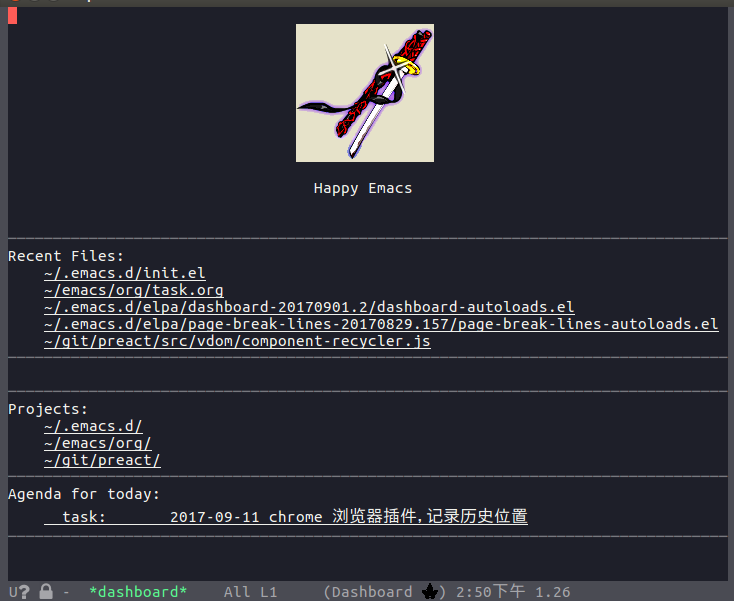 Happy Emacs
Recent Files:
~/.emacs.d/init.el
~/emacs/org/task.org
~/.emacs.d/elpa/dashboard-20170901.2/dashboard-autoloads.el
~/.emacs.d/elpa/page-break-lines-20170829.157/page-break-lines-autoloads.el
~/git/preact/src/vdom/component-recycler.js
Projects:
~/.emacs.d/
~/emacs/org/
~/git/preact/
Agenda for today:
task: 2017-09-11 chrome 浏览器插件,记录历史位置
U? - *dashboard* All L1 (Dashboard ) 2:50下午 1.26